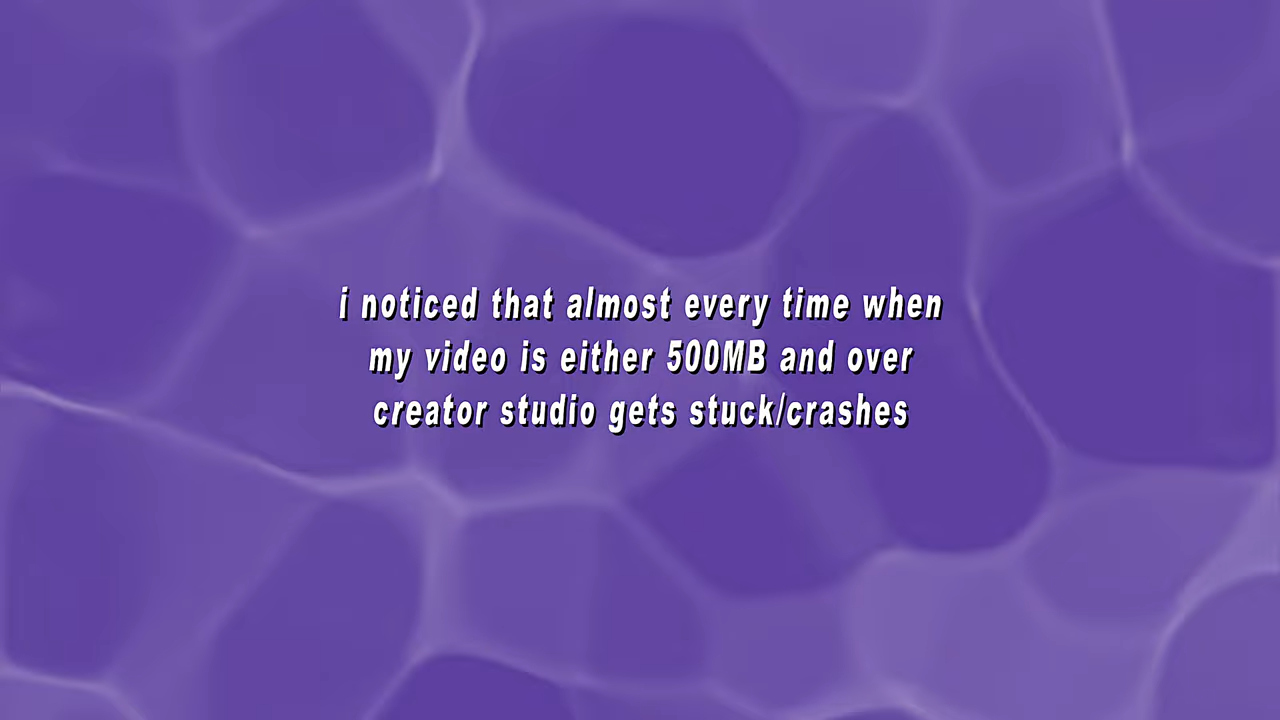 i noticed that almost every time when
my video is either 500MB and over
creator studio gets stuck/crashes